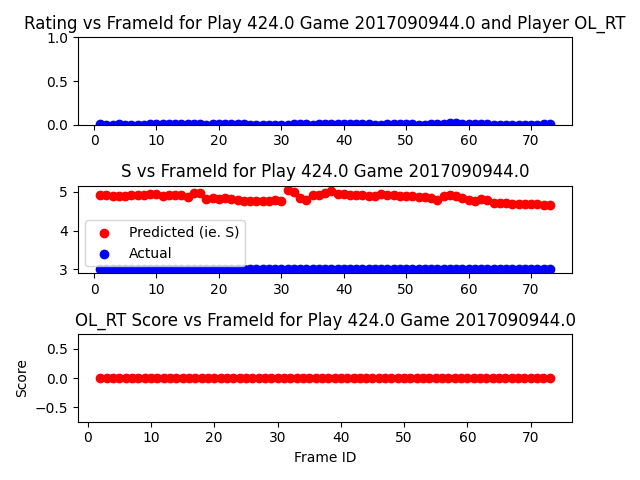 Rating vs FrameId for Play 424.0 Game 2017090944.0 and Player OL_RT
1.0
0.5
0.0
0 10 20 30 40 50 60 70
S vs FrameId for Play 424.0 Game 2017090944.0
5
4
3
Predicted (ie. S)
Actual
0 10 20 30 40 50 60 70
OL_RT Score vs FrameId for Play 424.0 Game 2017090944.0
Score
0.5
0.0
−0.5
0 10 20 30 40 50 60 70
Frame ID